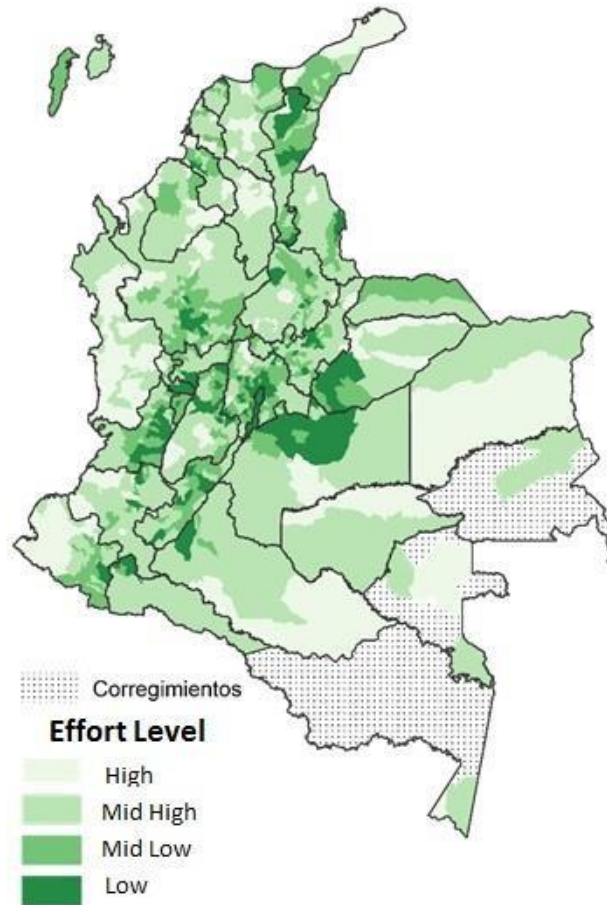 Corregimientos
Effort Level
High
Mid High
Mid Low
Low